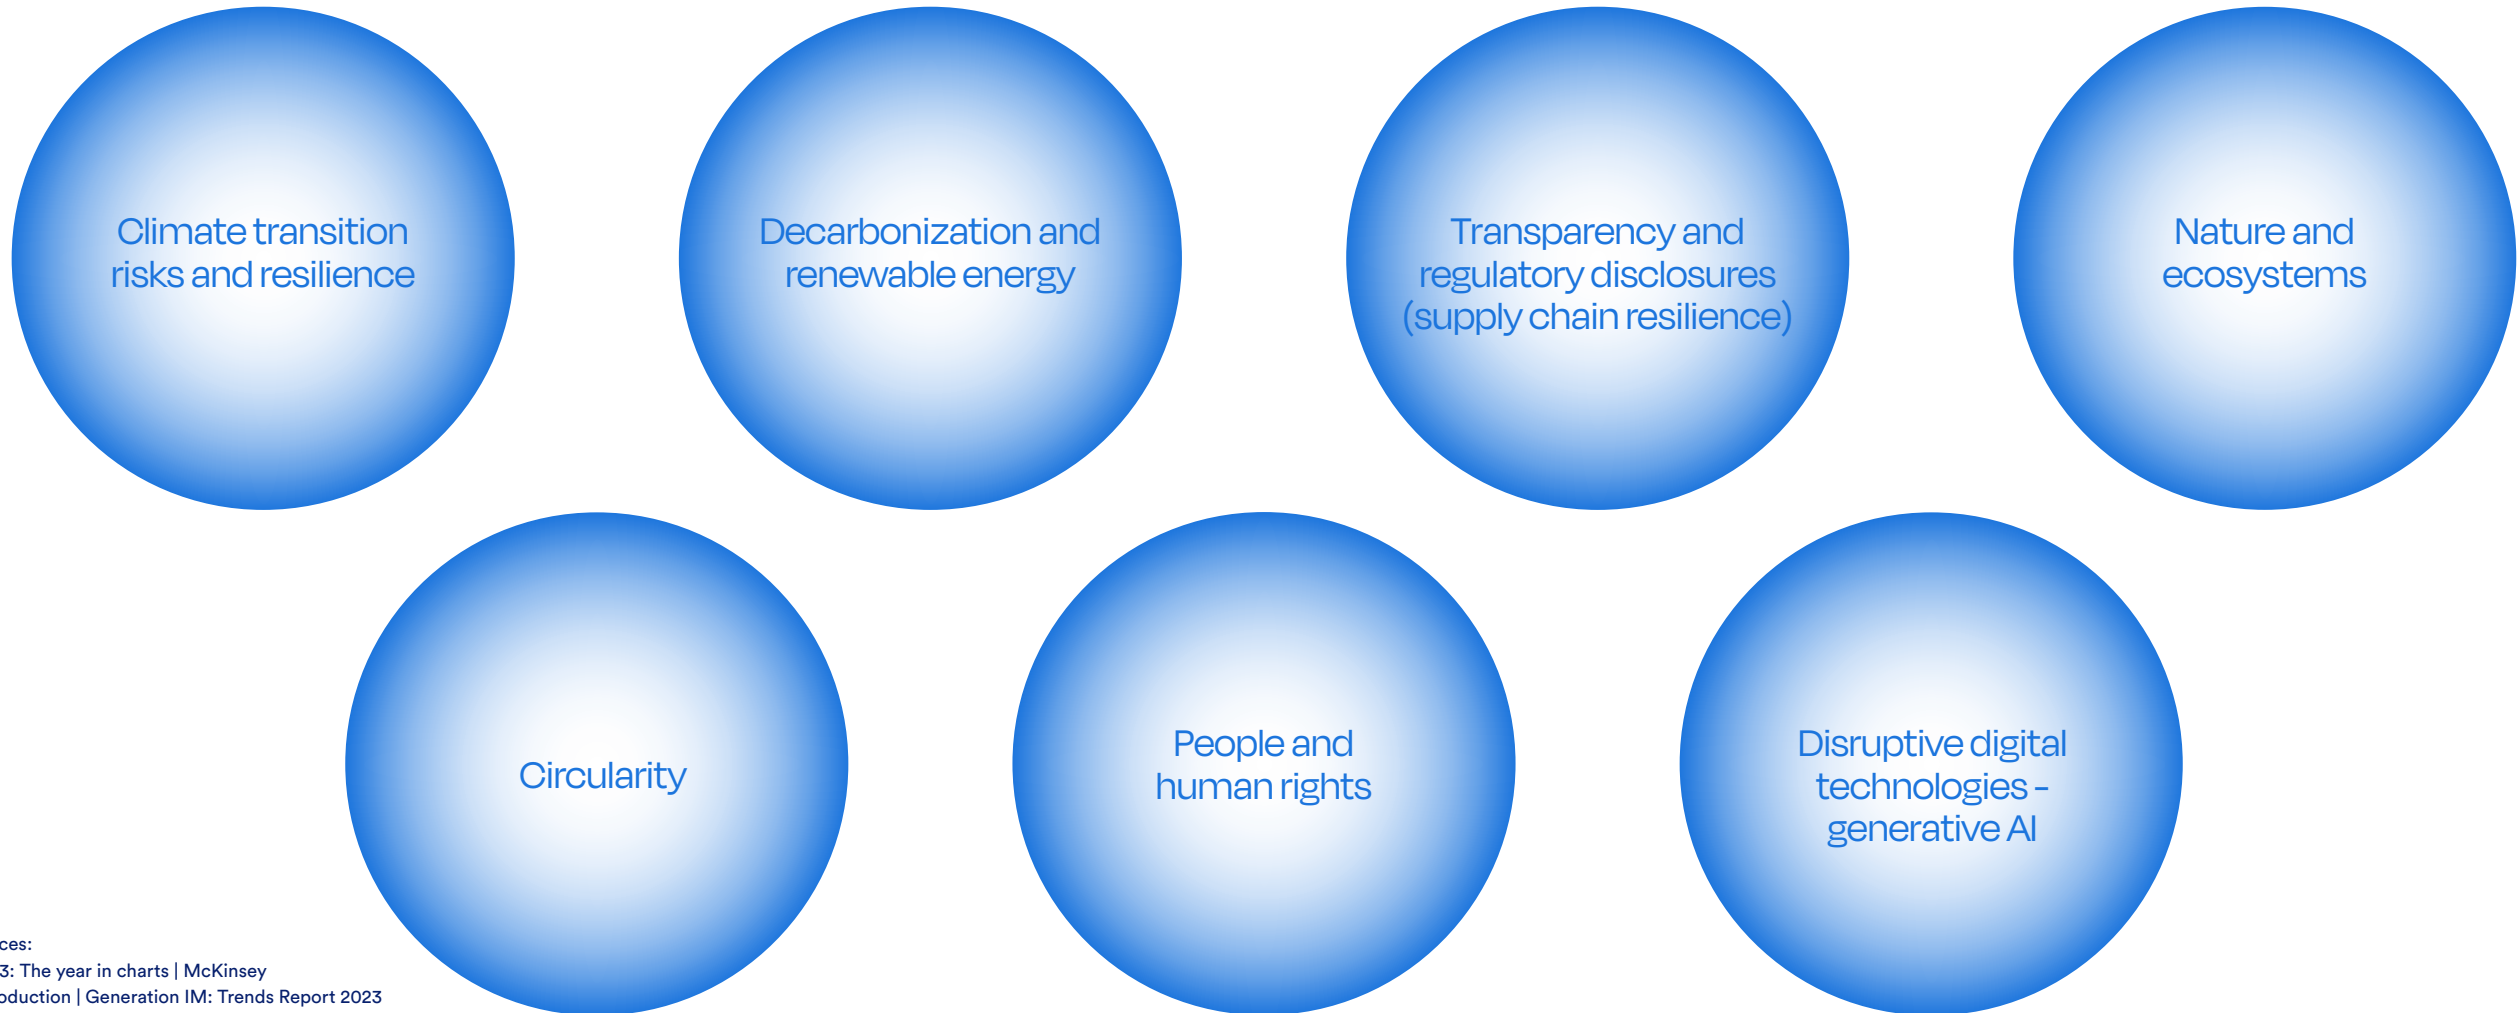 Climate transition
risks and resilience
Decarbonization and
renewable energy
Transparency and
regulatory disclosures
(supply chain resilience)
Nature and
ecosystems
Circularity
People and
human rights
Disruptive digital
technologies -
generative AI
ces:
3: The year in charts | McKinsey
oduction | Generation IM: Trends Report 2023